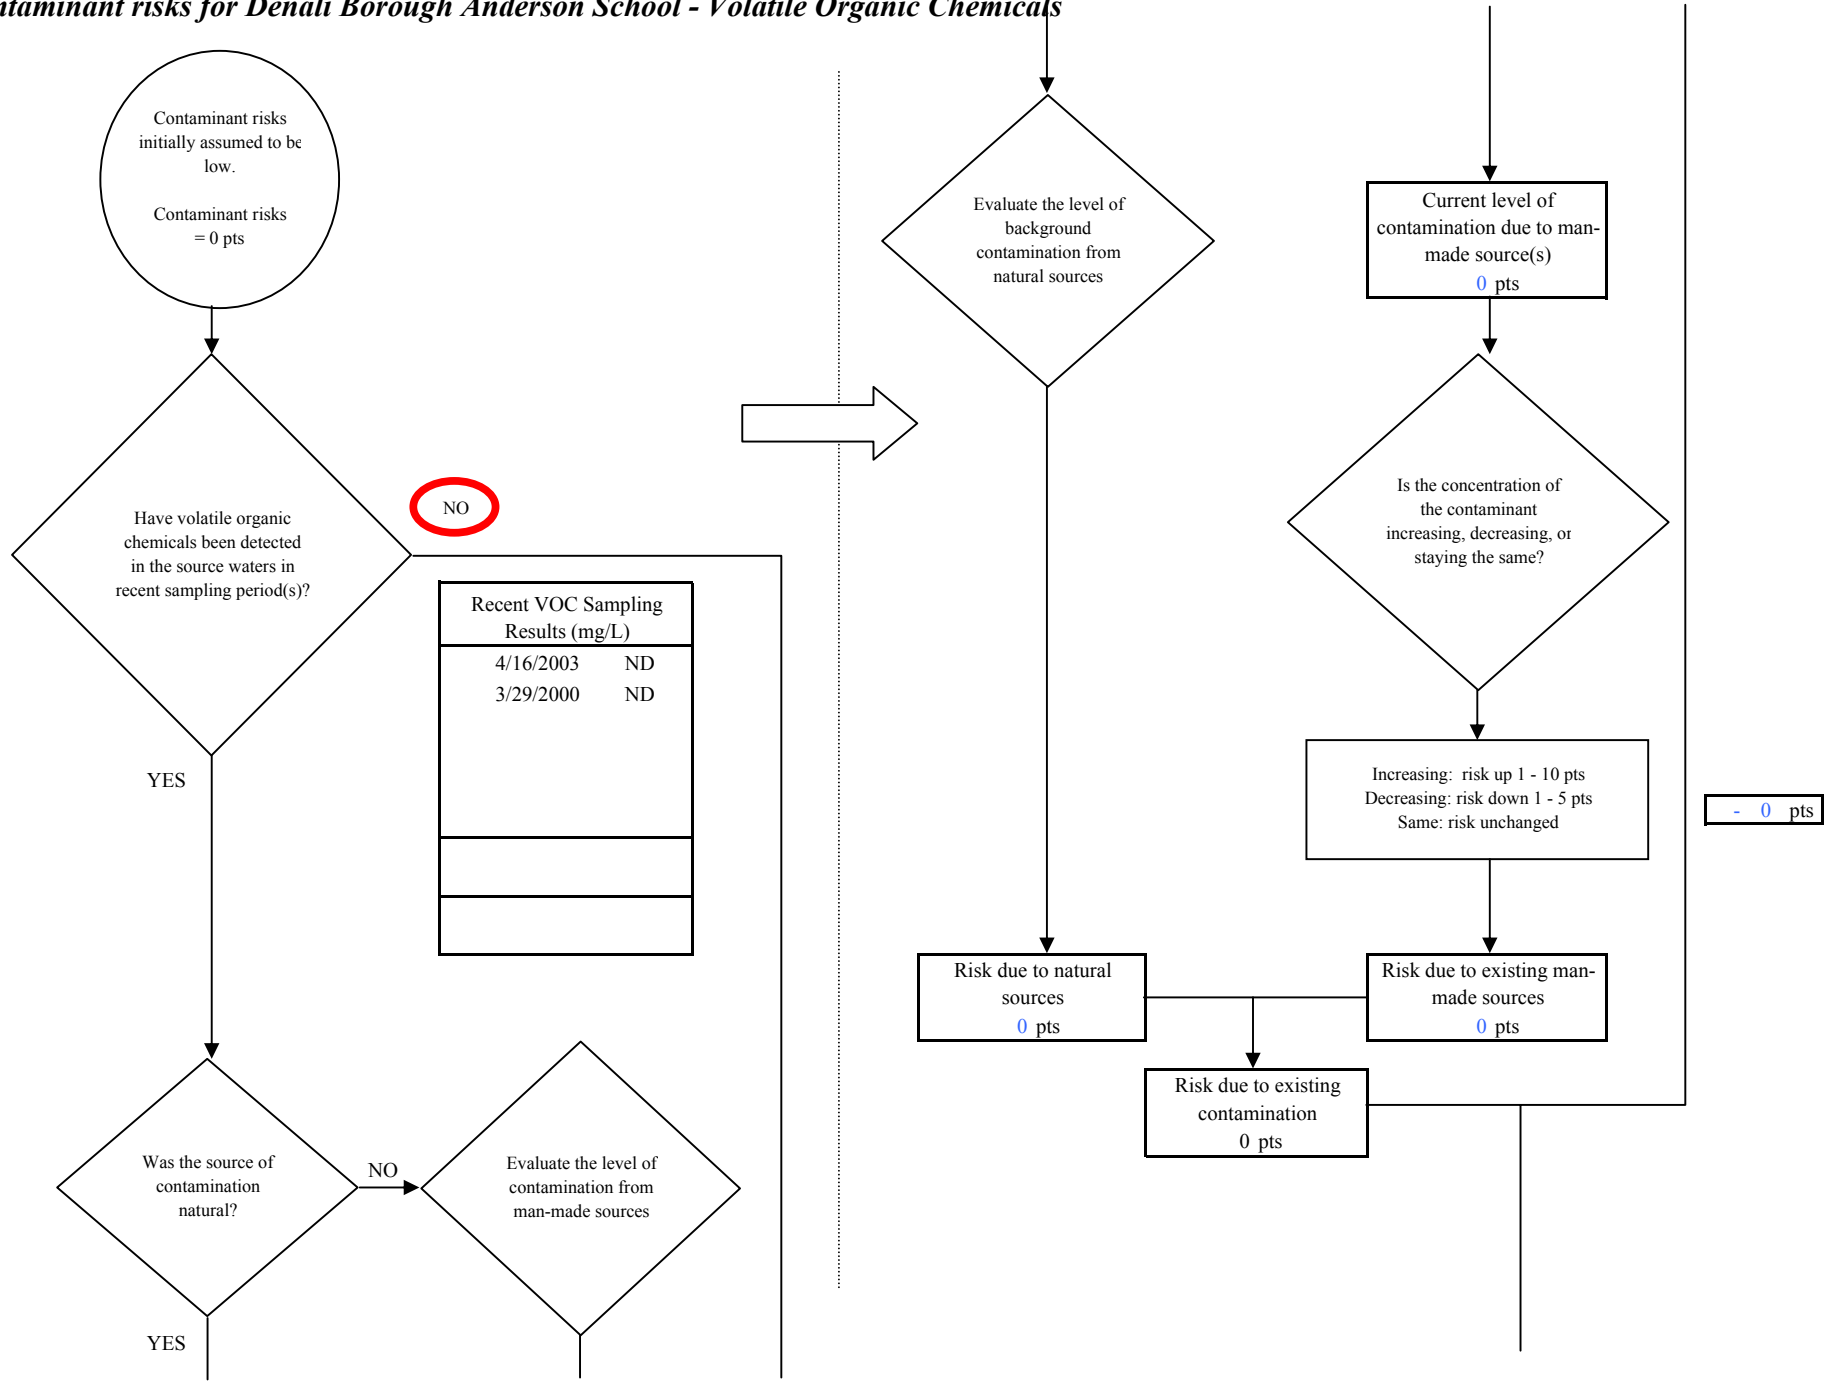 ntaminant risks for Denali Borough Anderson School - Volatile Organic Chemicals
Contaminant risks
initially assumed to be
low.
Contaminant risks
= 0 pts
Have volatile organic
chemicals been detected
in the source waters in
recent sampling period(s)?
NO
Recent VOC Sampling
Results (mg/L)
4/16/2003 ND
3/29/2000 ND
YES
Was the source of
contamination
natural?
NO
Evaluate the level of
contamination from
man-made sources
YES
Evaluate the level of
background
contamination from
natural sources
Current level of
contamination due to man-
made source(s)
0 pts
Is the concentration of
the contaminant
increasing, decreasing, or
staying the same?
Increasing: risk up 1 - 10 pts
Decreasing: risk down 1 - 5 pts
Same: risk unchanged
- 0 pts
Risk due to natural
sources
0 pts
Risk due to existing man-
made sources
0 pts
Risk due to existing
contamination
0 pts